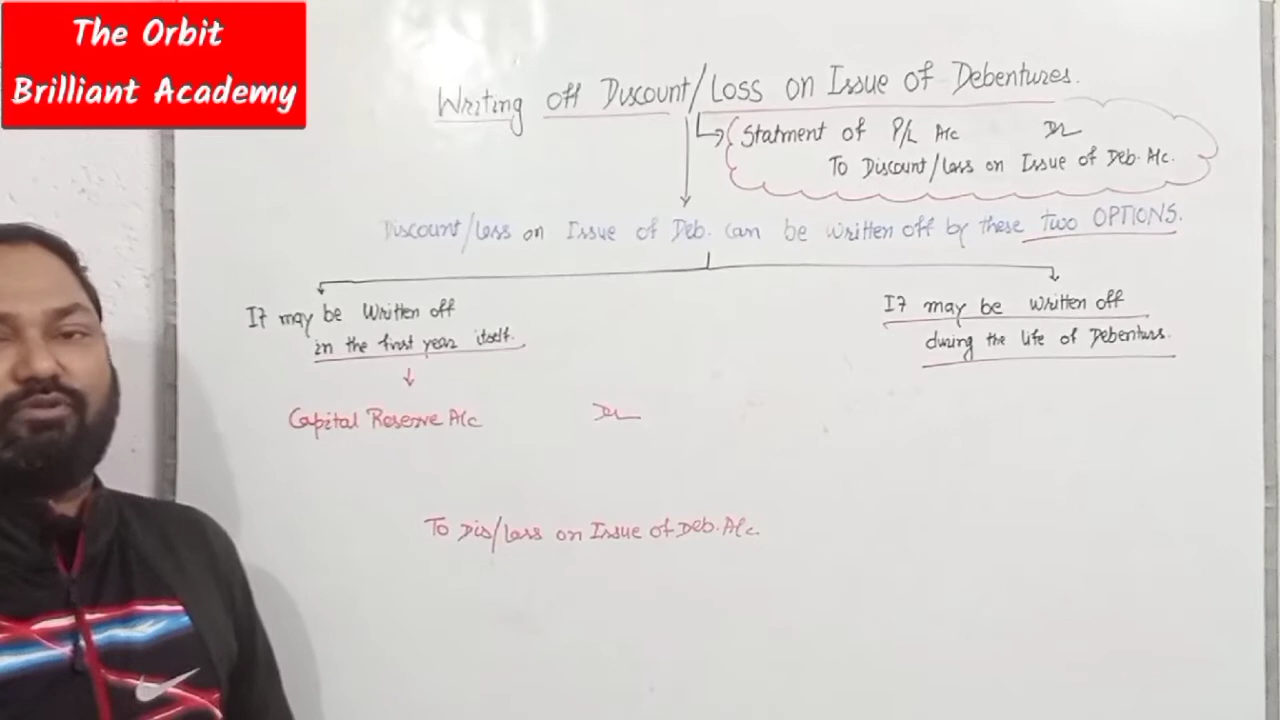 The Orbit
Brilliant Academy
Writing off Discount/Loss on Issue of Debentures.
(Statment of P/L A/c Dr
To Discount/Loss on Issue of Deb. A/c.
Discount/Loss on Issue of Deb. can be written off by these two OPTIONS.
It may be Written off
in the first year itself.
It may be written off
during the life of Debenturs.
Capital Reserve A/c Dr
To Dis/Loss on Issue of Deb. A/c.